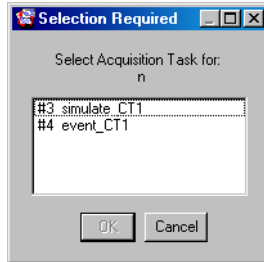 Selection Required
Select Acquisition Task for:
n
#3 simulate_CT1
#4 event_CT1
OK
Cancel